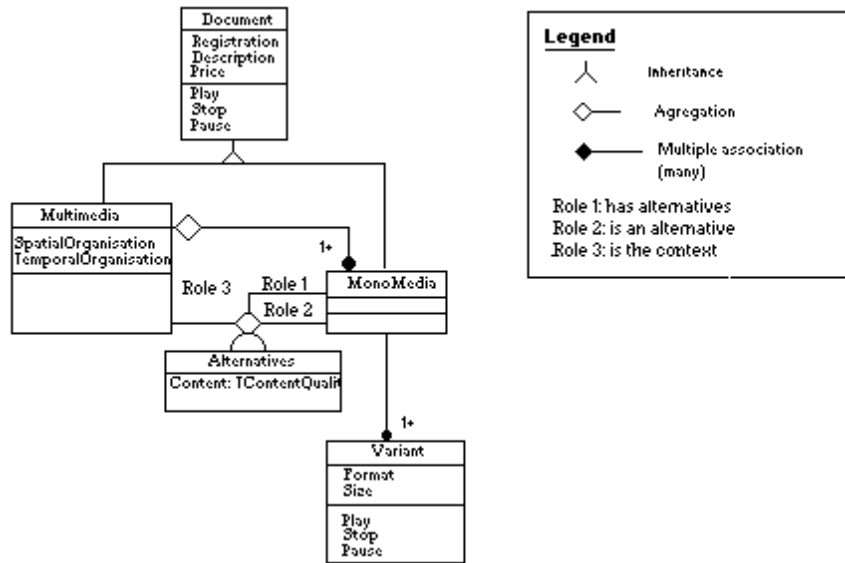 Document
Registration
Description
Price
Play
Stop
Pause
Multimedia
SpatialOrganisation
TemporalOrganisation
1+
MonoMedia
Role 3
Role 1
Role 2
Alternatives
Content: TContentQualit
1+
Variant
Format
Size
Play
Stop
Pause
Legend
Inheritance
Agregation
Multiple association
(many)
Role 1: has alternatives
Role 2: is an alternative
Role 3: is the context